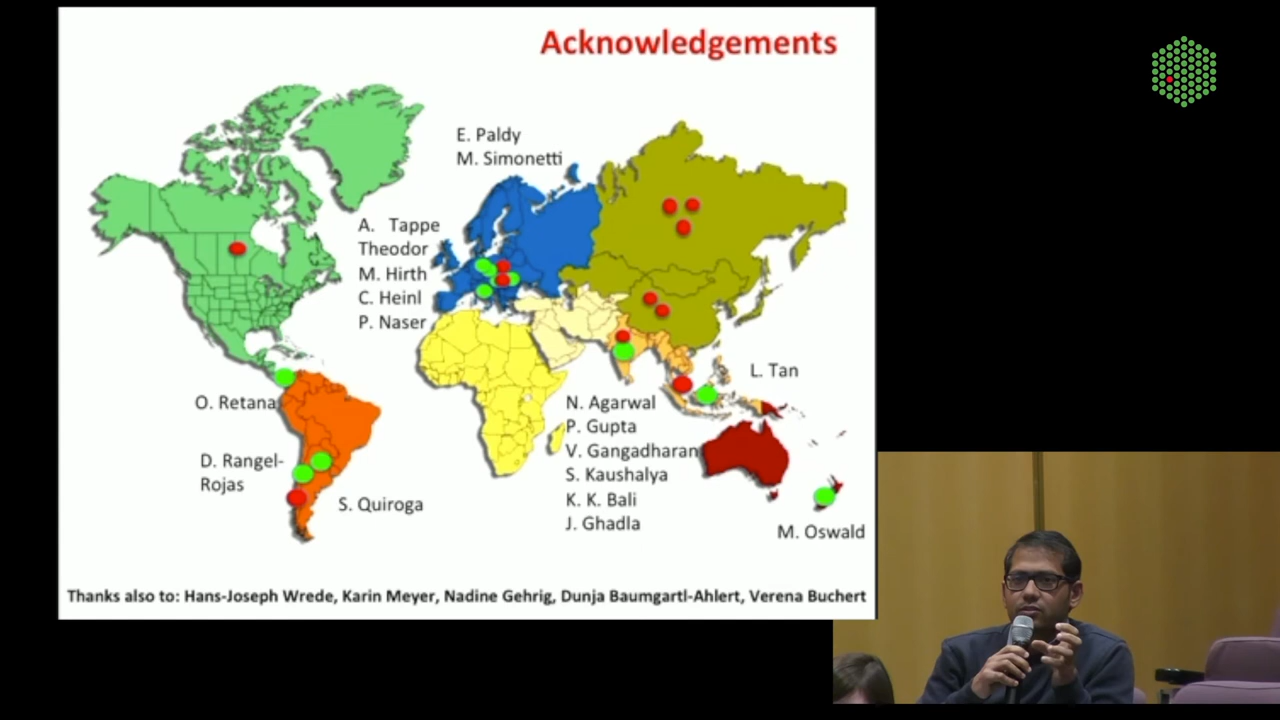 Acknowledgements
E. Paldy
M. Simonetti
A. Tappe
Theodor
M. Hirth
C. Heinl
P. Naser
L. Tan
O. Retana
N. Agarwal
P. Gupta
V. Gangadharan
S. Kaushalya
K. K. Bali
J. Ghadla
D. Rangel-
Rojas
S. Quiroga
M. Oswald
Thanks also to: Hans-Joseph Wrede, Karin Meyer, Nadine Gehrig, Dunja Baumgartl-Ahlert, Verena Buchert